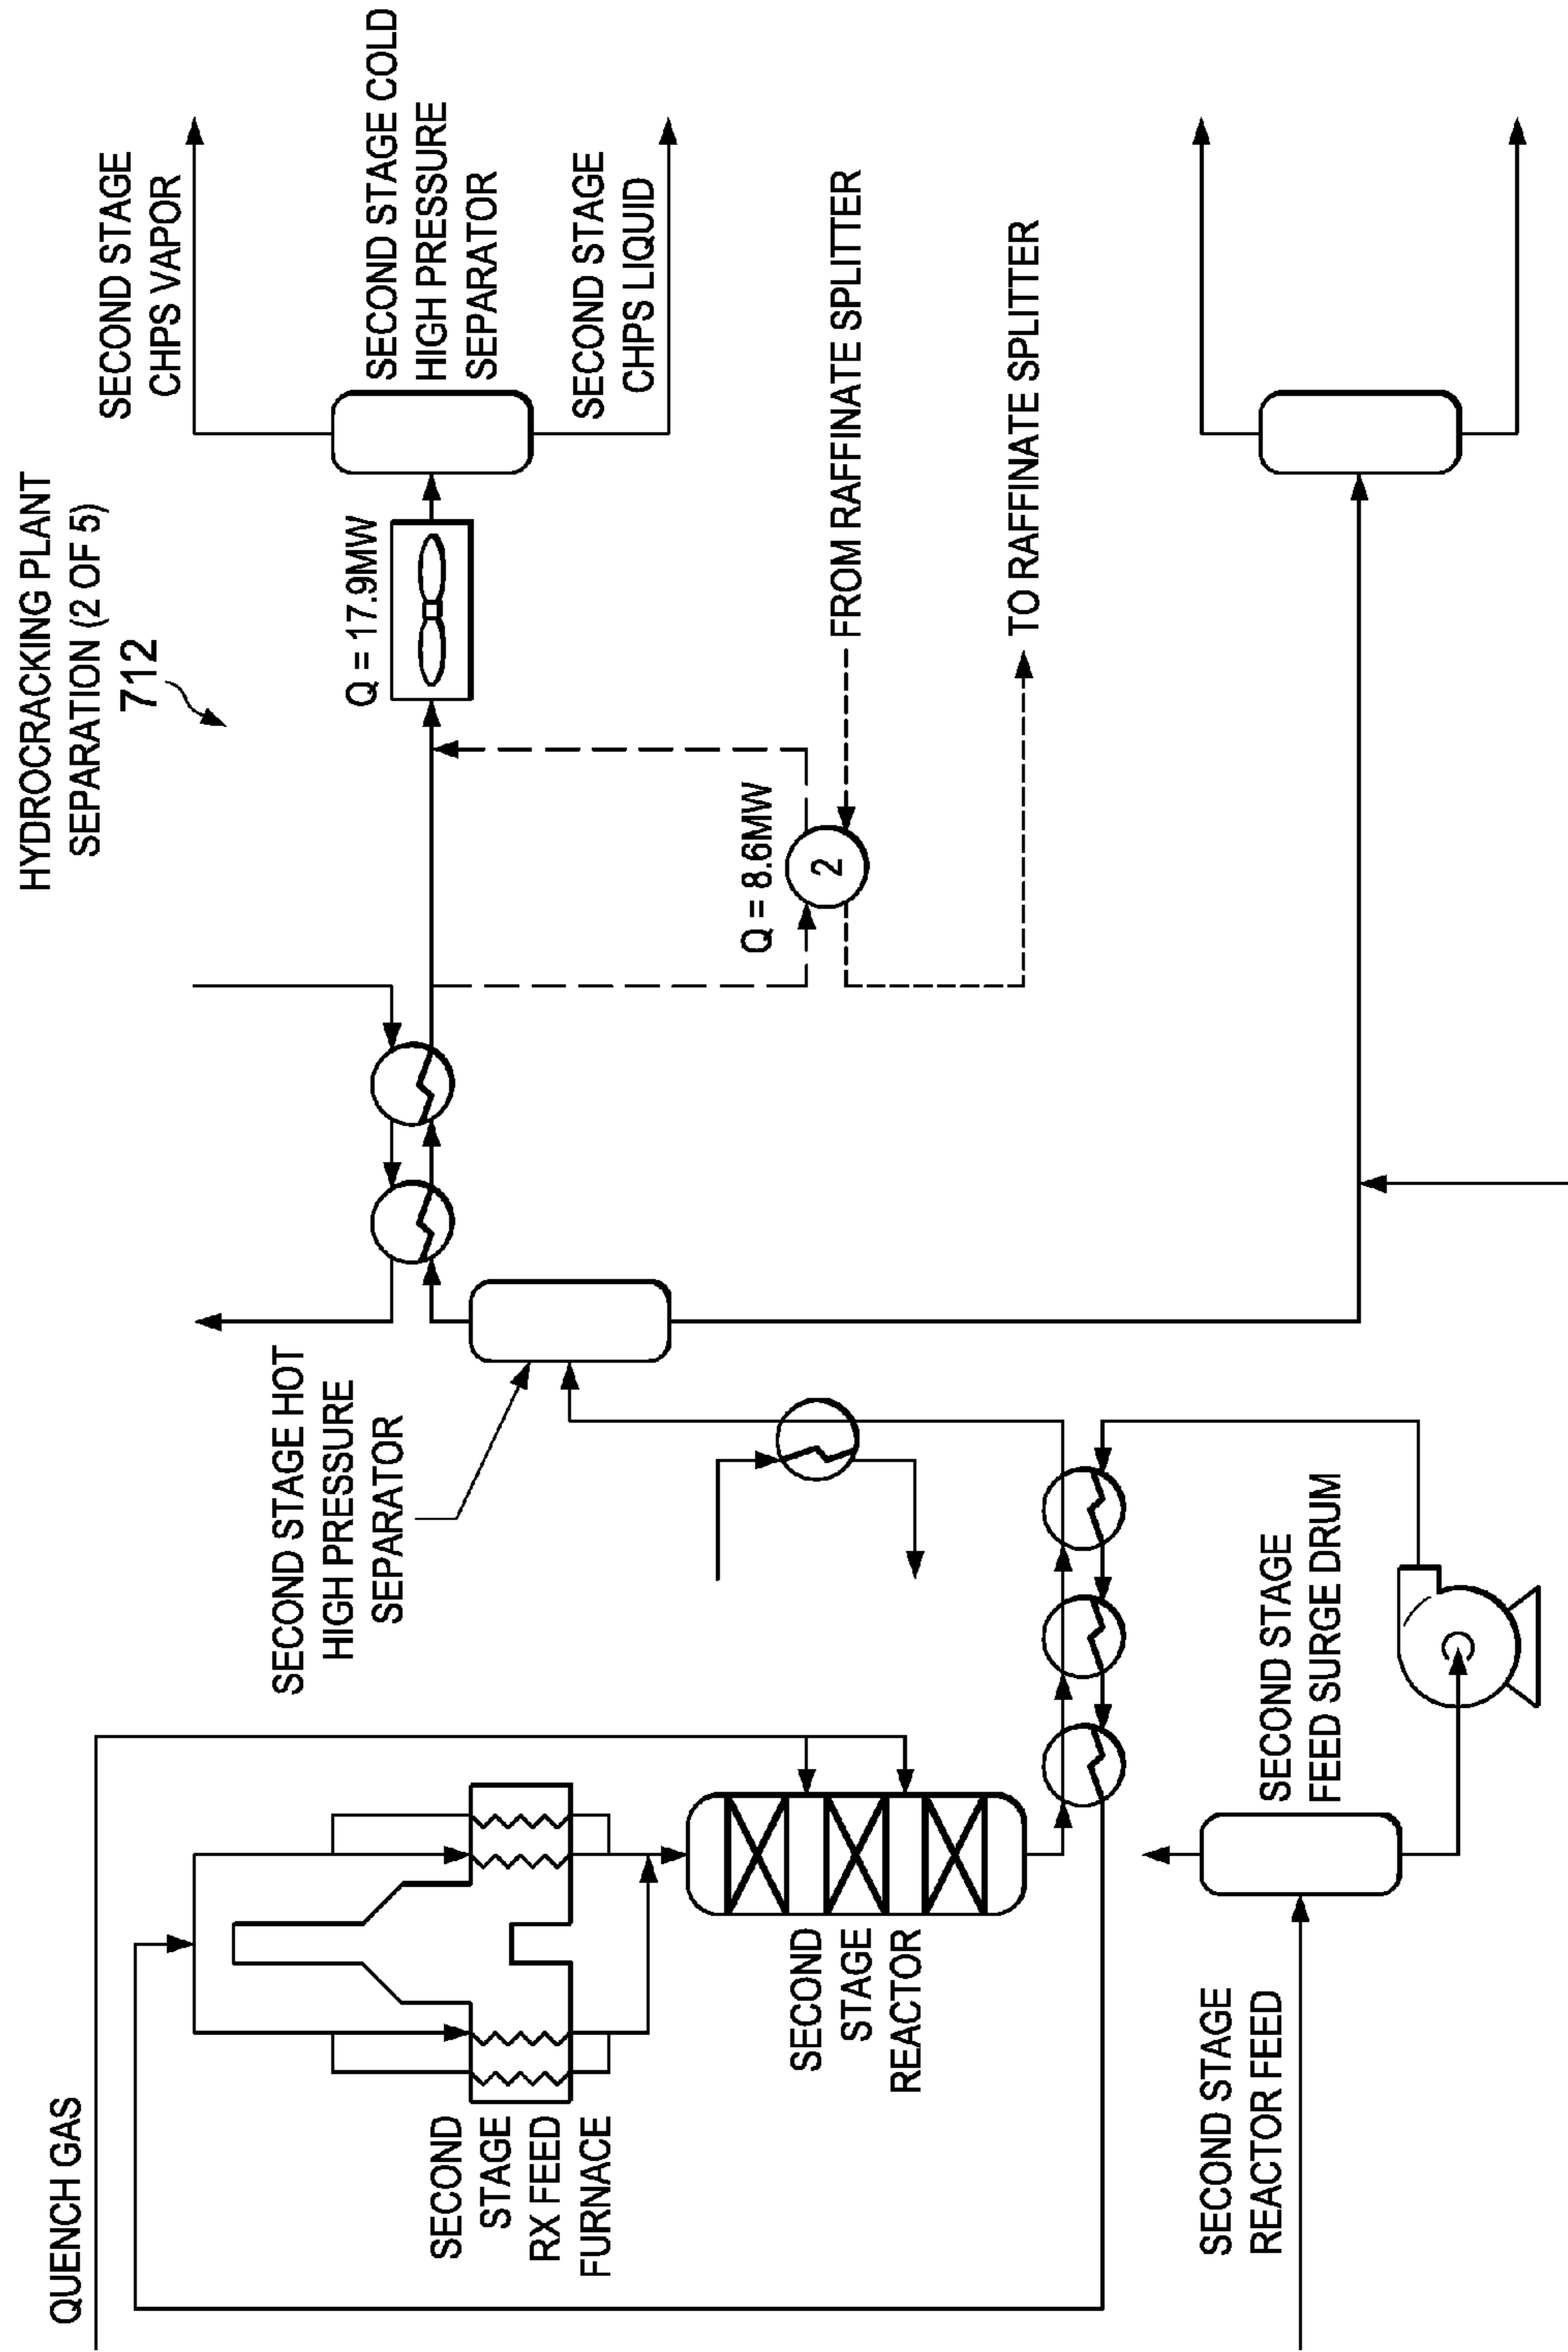 HYDROCRACKING PLANT
SEPARATION (2 OF 5)
712
QUENCH GAS
SECOND
STAGE
RX FEED
FURNACE
SECOND
STAGE
REACTOR
SECOND STAGE
REACTOR FEED
SECOND STAGE
FEED SURGE DRUM
SECOND STAGE HOT
HIGH PRESSURE
SEPARATOR
Q = 8.6MW
2
Q = 17.9MW
SECOND STAGE
CHPS VAPOR
SECOND STAGE COLD
HIGH PRESSURE
SEPARATOR
SECOND STAGE
CHPS LIQUID
FROM RAFFINATE SPLITTER
TO RAFFINATE SPLITTER